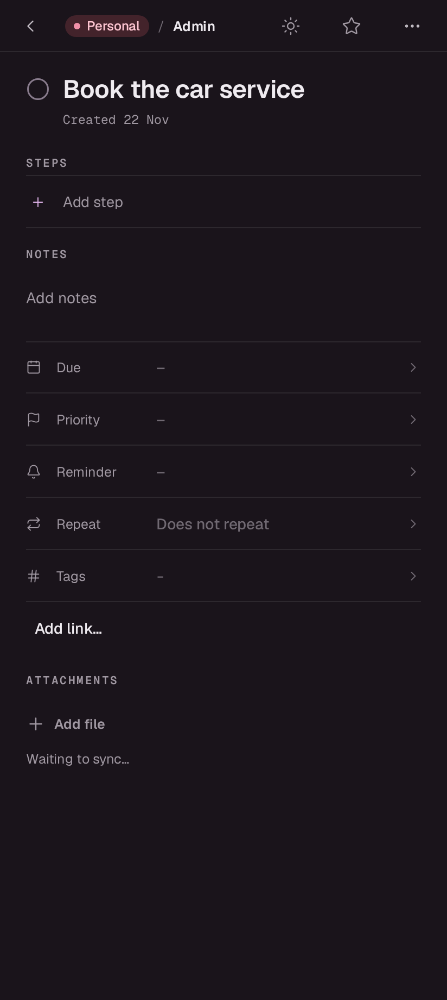 Personal / Admin
Book the car service
Created 22 Nov
STEPS
+ Add step
NOTES
Add notes
Due –
Priority –
Reminder –
Repeat Does not repeat
Tags -
Add link…
ATTACHMENTS
+ Add file
Waiting to sync…